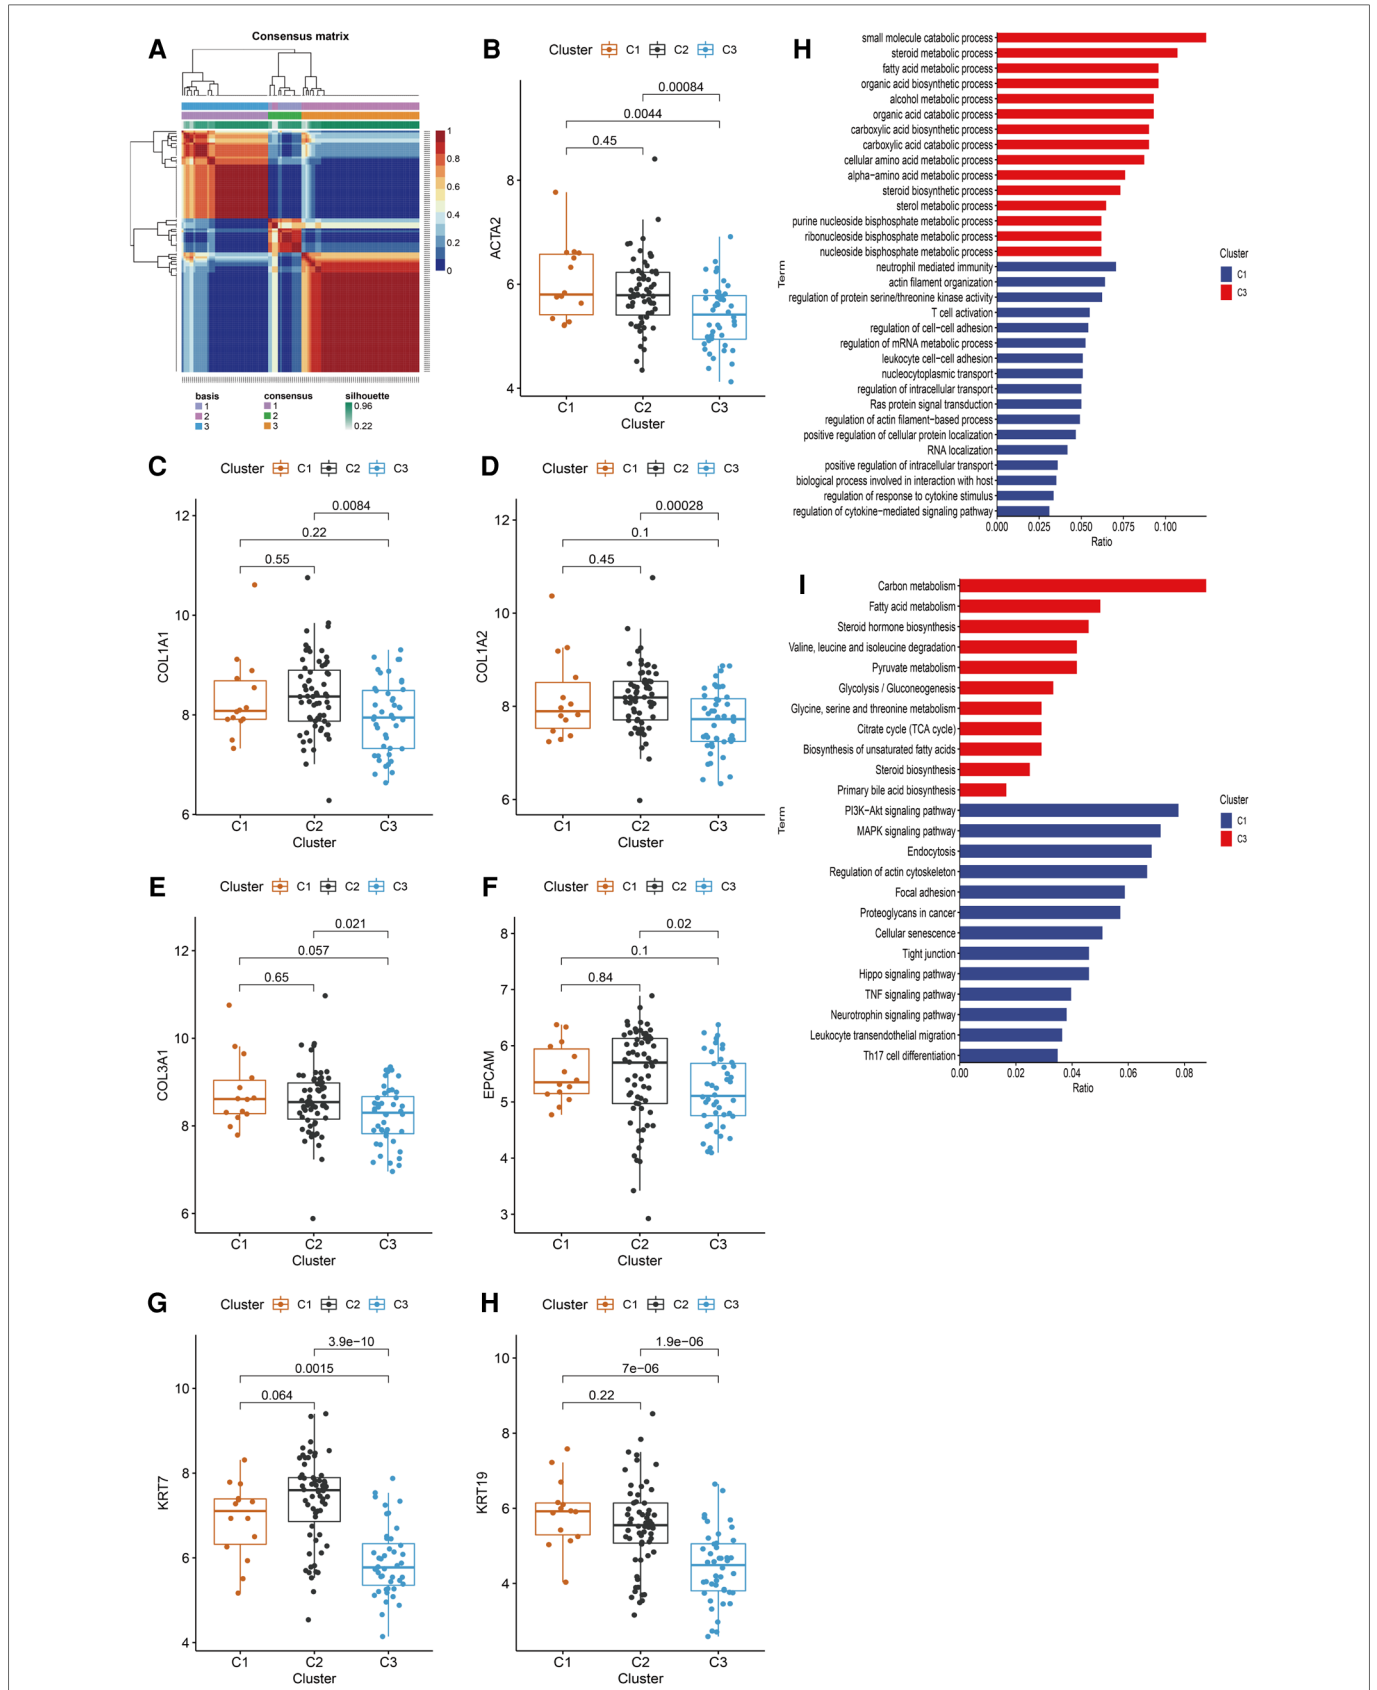 A
Consensus matrix
1
0.8
0.6
0.4
0.2
0
basis
1
2
3
consensus
1
2
3
silhouette
0.96
0.22
B
Cluster C1 C2 C3
0.00084
0.0044
0.45
8
6
4
ACTA2
C1 C2 C3
Cluster
C
Cluster C1 C2 C3
0.0084
0.22
0.55
12
10
8
6
COL1A1
C1 C2 C3
Cluster
D
Cluster C1 C2 C3
0.00028
0.1
0.45
12
10
8
6
COL1A2
C1 C2 C3
Cluster
E
Cluster C1 C2 C3
0.021
0.057
0.65
12
10
8
6
COL3A1
C1 C2 C3
Cluster
F
Cluster C1 C2 C3
0.02
0.1
0.84
8
7
6
5
4
3
EPCAM
C1 C2 C3
Cluster
G
Cluster C1 C2 C3
3.9e−10
0.0015
0.064
10
8
6
4
KRT7
C1 C2 C3
Cluster
H
Cluster C1 C2 C3
1.9e−06
7e−06
0.22
10
8
6
4
KRT19
C1 C2 C3
Cluster
H
small molecule catabolic process
steroid metabolic process
fatty acid metabolic process
organic acid biosynthetic process
alcohol metabolic process
organic acid catabolic process
carboxylic acid biosynthetic process
carboxylic acid catabolic process
cellular amino acid metabolic process
alpha−amino acid metabolic process
steroid biosynthetic process
sterol metabolic process
purine nucleoside bisphosphate metabolic process
ribonucleoside bisphosphate metabolic process
nucleoside bisphosphate metabolic process
neutrophil mediated immunity
actin filament organization
regulation of protein serine/threonine kinase activity
T cell activation
regulation of cell−cell adhesion
regulation of mRNA metabolic process
leukocyte cell−cell adhesion
nucleocytoplasmic transport
regulation of intracellular transport
Ras protein signal transduction
regulation of actin filament−based process
positive regulation of cellular protein localization
RNA localization
positive regulation of intracellular transport
biological process involved in interaction with host
regulation of response to cytokine stimulus
regulation of cytokine−mediated signaling pathway
Term
0.000 0.025 0.050 0.075 0.100
Ratio
Cluster
C1
C3
I
Carbon metabolism
Fatty acid metabolism
Steroid hormone biosynthesis
Valine, leucine and isoleucine degradation
Pyruvate metabolism
Glycolysis / Gluconeogenesis
Glycine, serine and threonine metabolism
Citrate cycle (TCA cycle)
Biosynthesis of unsaturated fatty acids
Steroid biosynthesis
Primary bile acid biosynthesis
PI3K−Akt signaling pathway
MAPK signaling pathway
Endocytosis
Regulation of actin cytoskeleton
Focal adhesion
Proteoglycans in cancer
Cellular senescence
Tight junction
Hippo signaling pathway
TNF signaling pathway
Neurotrophin signaling pathway
Leukocyte transendothelial migration
Th17 cell differentiation
Term
0.00 0.02 0.04 0.06 0.08
Ratio
Cluster
C1
C3